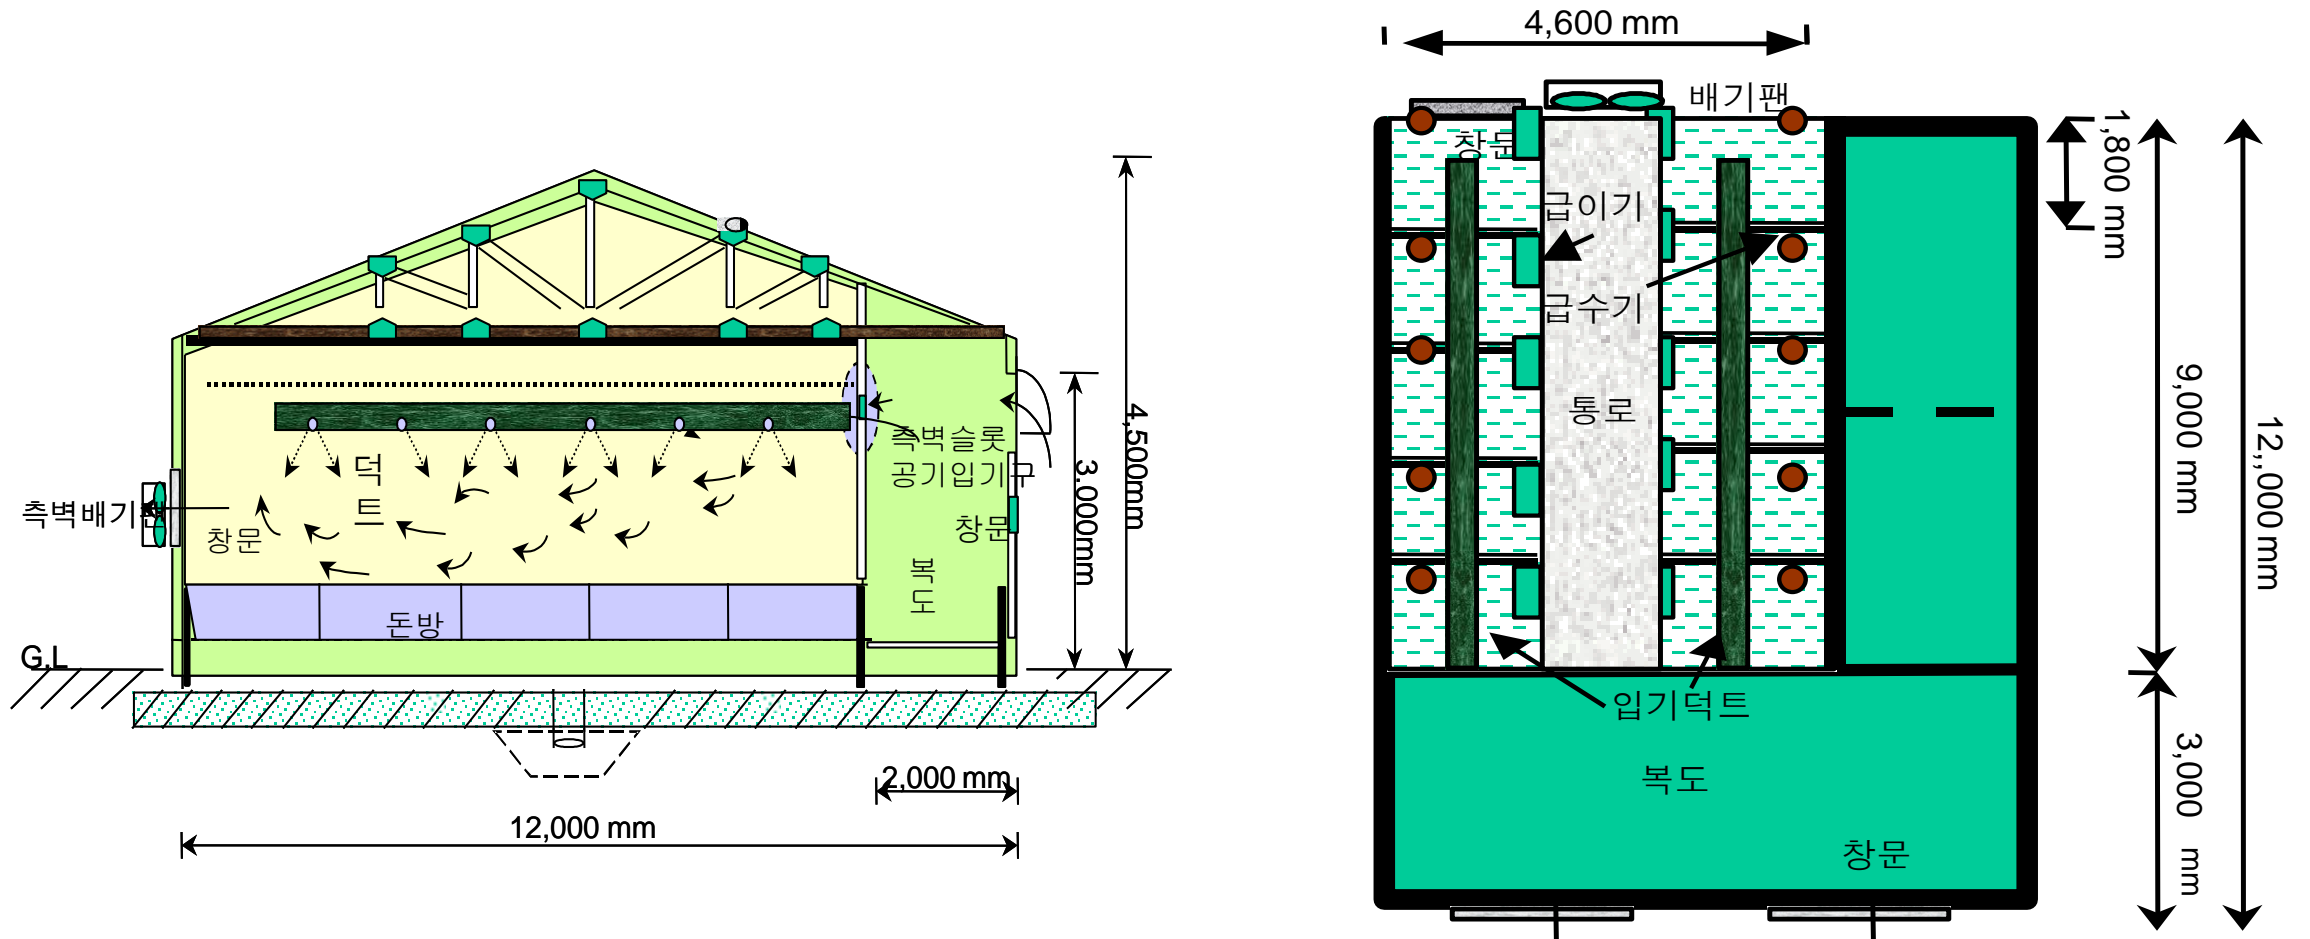 덕
트
측벽배기팬
창문
돈방
G.L
측벽슬롯
공기입기구
창문
복
도
3.000mm
4,500mm
2,000 mm
12,000 mm
4,600 mm
배기팬
창문
급이기
급수기
통로
입기덕트
복도
창문
1,800 mm
9,000 mm
3,000 mm
12,,000 mm